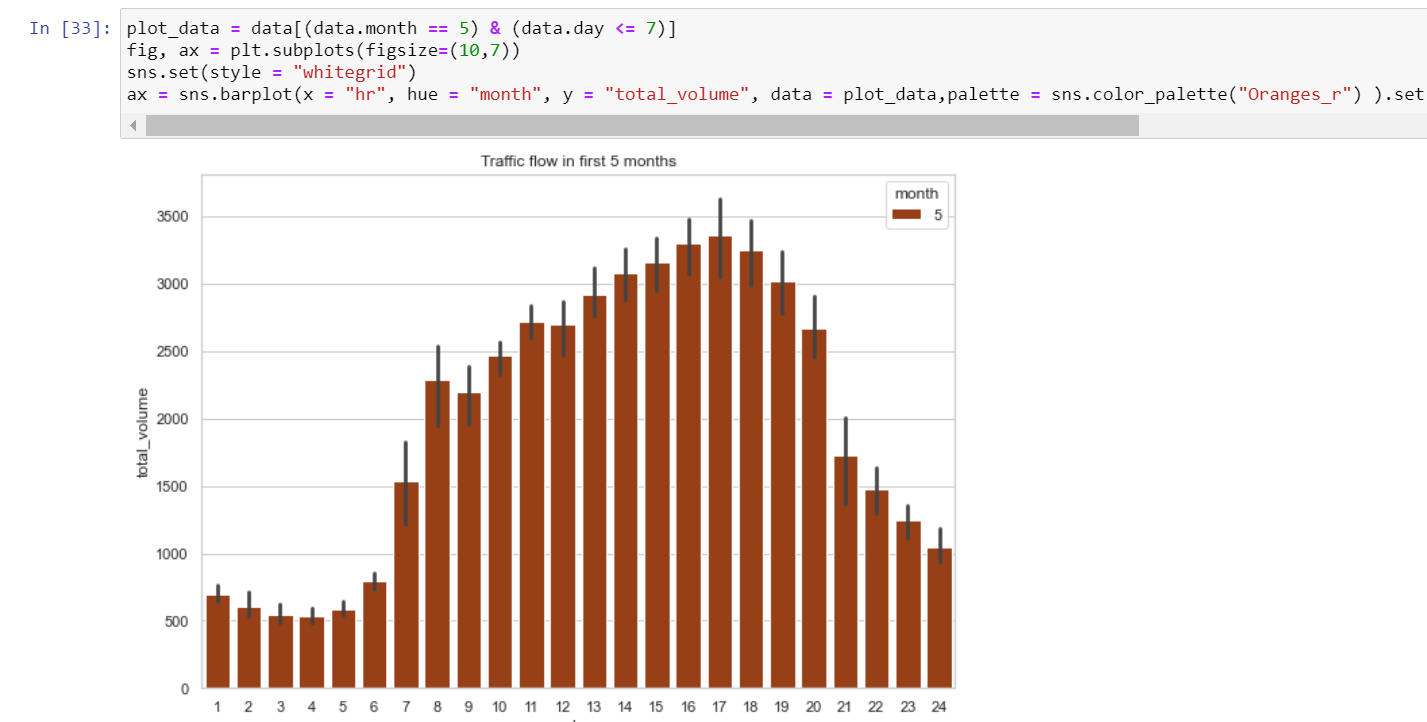 In [33]:
plot_data = data[(data.month == 5) & (data.day <= 7)]
fig, ax = plt.subplots(figsize=(10,7))
sns.set(style = "whitegrid")
ax = sns.barplot(x = "hr", hue = "month", y = "total_volume", data = plot_data,palette = sns.color_palette("Oranges_r") ).set
Traffic flow in first 5 months
month
5
3500
3000
2500
2000
1500
1000
500
0
total_volume
1 2 3 4 5 6 7 8 9 10 11 12 13 14 15 16 17 18 19 20 21 22 23 24